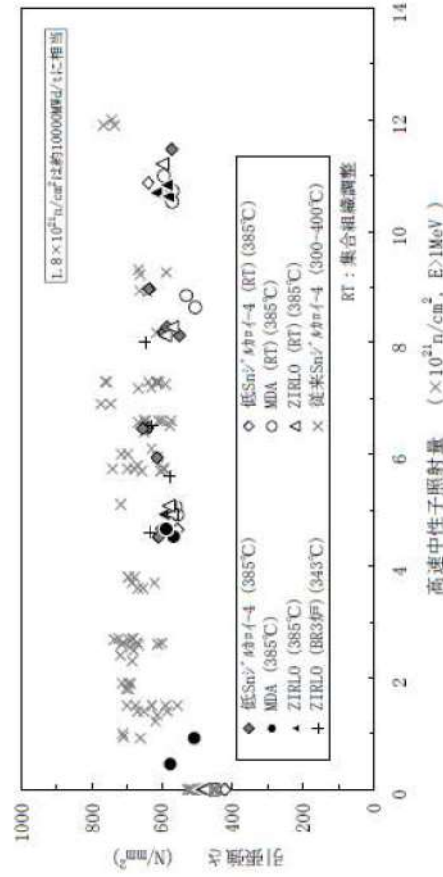 1.8×10²¹n/cm²は約10000MWd/tに相当
引張強さ
(N/mm²)
1000
800
600
400
200
0
低Snジルカロイ-4 (385℃)
MDA (385℃)
ZIRLO (385℃)
ZIRLO (BR3炉) (343℃)
低Snジルカロイ-4 (RT) (385℃)
MDA (RT) (385℃)
ZIRLO (RT) (385℃)
従来Snジルカロイ-4 (300~400℃)
RT:集合組織調整
0 2 4 6 8 10 12 14
高速中性子照射量 (×10²¹n/cm², E>1MeV)